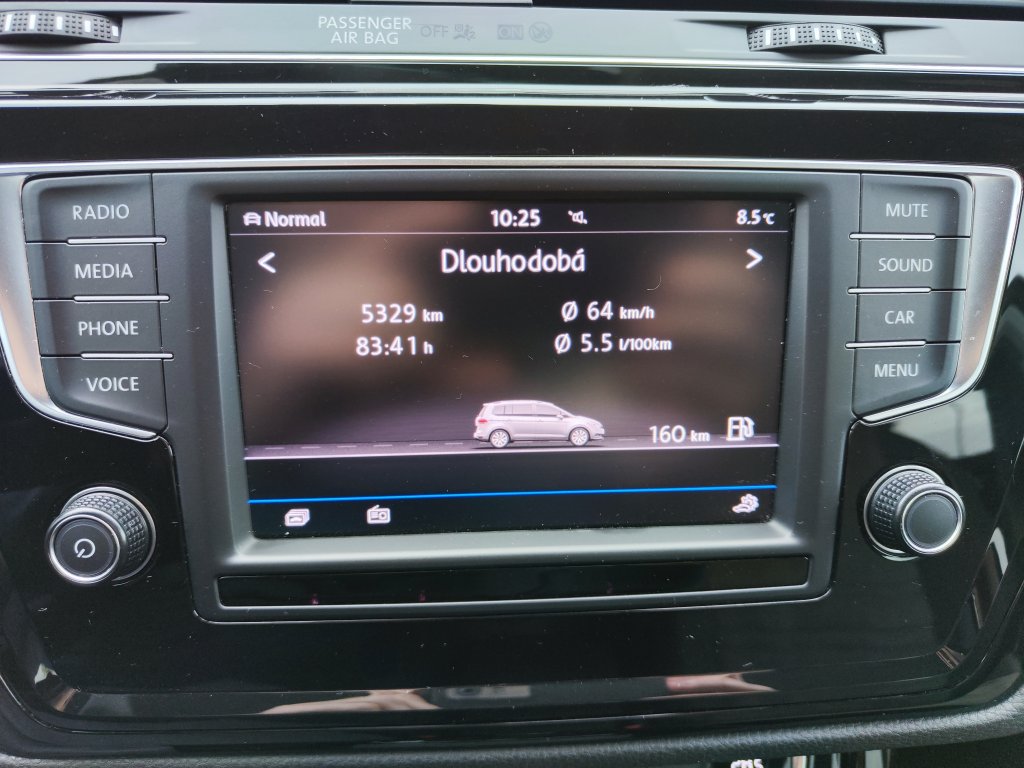 PASSENGER
AIR BAG OFF ON
RADIO
MEDIA
PHONE
VOICE
Normal 10:25 8.5°C
< Dlouhodobá >
5329 km Ø 64 km/h
83:41 h Ø 5.5 l/100km
160 km
MUTE
SOUND
CAR
MENU